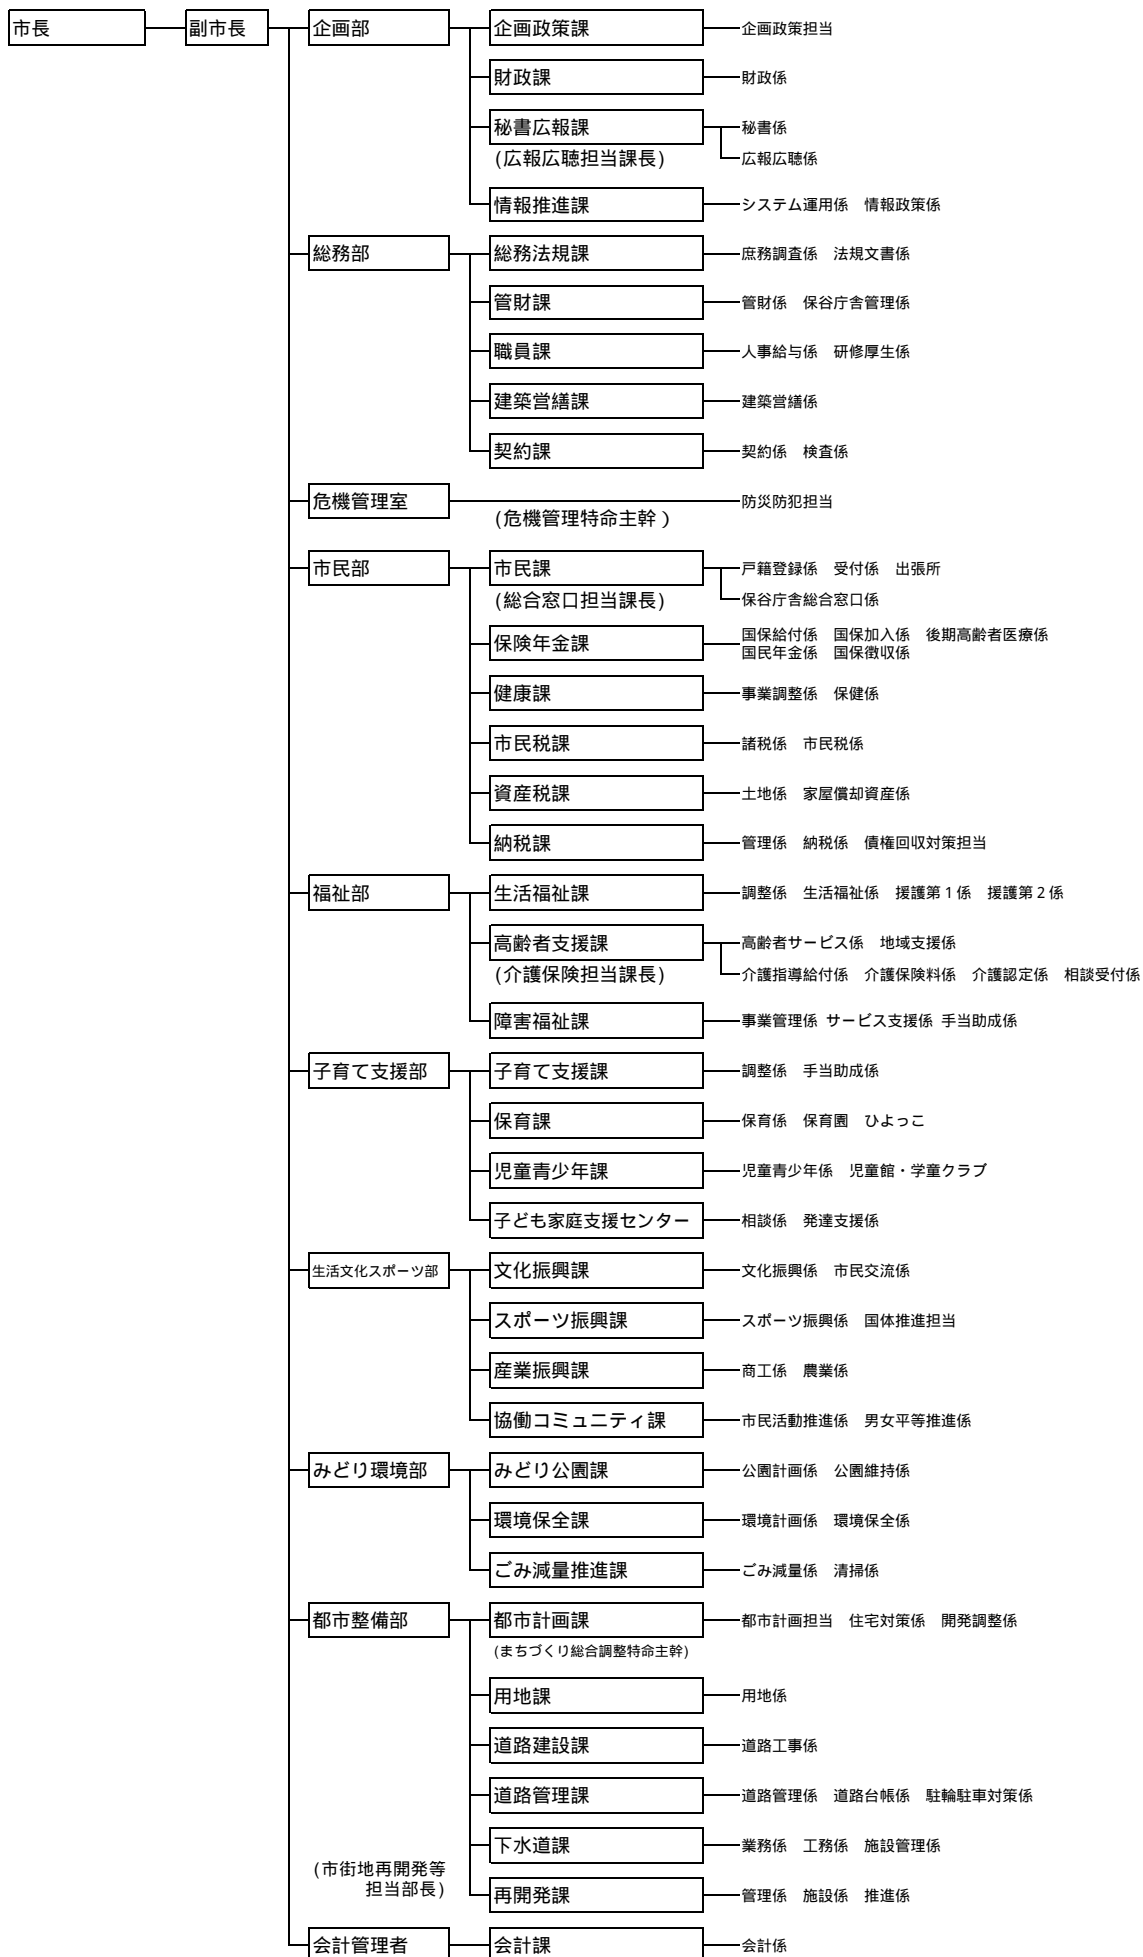 市長 副市長 企画部 企画政策課 企画政策担当
財政課 財政係
秘書広報課 秘書係
(広報広聴担当課長) 広報広聴係
情報推進課 システム運用係 情報政策係
総務部 総務法規課 庶務調査係 法規文書係
管財課 管財係 保谷庁舎管理係
職員課 人事給与係 研修厚生係
建築営繕課 建築営繕係
契約課 契約係 検査係
危機管理室 防災防犯担当
(危機管理特命主幹)
市民部 市民課 戸籍登録係 受付係 出張所
(総合窓口担当課長) 保谷庁舎総合窓口係
保険年金課 国保給付係 国保加入係 後期高齢者医療係
国民年金係 国保徴収係
健康課 事業調整係 保健係
市民税課 諸税係 市民税係
資産税課 土地係 家屋償却資産係
納税課 管理係 納税係 債権回収対策担当
福祉部 生活福祉課 調整係 生活福祉係 援護第1係 援護第2係
高齢者支援課 高齢者サービス係 地域支援係
(介護保険担当課長) 介護指導給付係 介護保険料係 介護認定係 相談受付係
障害福祉課 事業管理係 サービス支援係 手当助成係
子育て支援部 子育て支援課 調整係 手当助成係
保育課 保育係 保育園 ひよっこ
児童青少年課 児童青少年係 児童館・学童クラブ
子ども家庭支援センター 相談係 発達支援係
生活文化スポーツ部 文化振興課 文化振興係 市民交流係
スポーツ振興課 スポーツ振興係 国体推進担当
産業振興課 商工係 農業係
協働コミュニティ課 市民活動推進係 男女平等推進係
みどり環境部 みどり公園課 公園計画係 公園維持係
環境保全課 環境計画係 環境保全係
ごみ減量推進課 ごみ減量係 清掃係
都市整備部 都市計画課 都市計画担当 住宅対策係 開発調整係
(まちづくり総合調整特命主幹)
用地課 用地係
道路建設課 道路工事係
道路管理課 道路管理係 道路台帳係 駐輪駐車対策係
下水道課 業務係 工務係 施設管理係
(市街地再開発等
担当部長) 再開発課 管理係 施設係 推進係
会計管理者 会計課 会計係